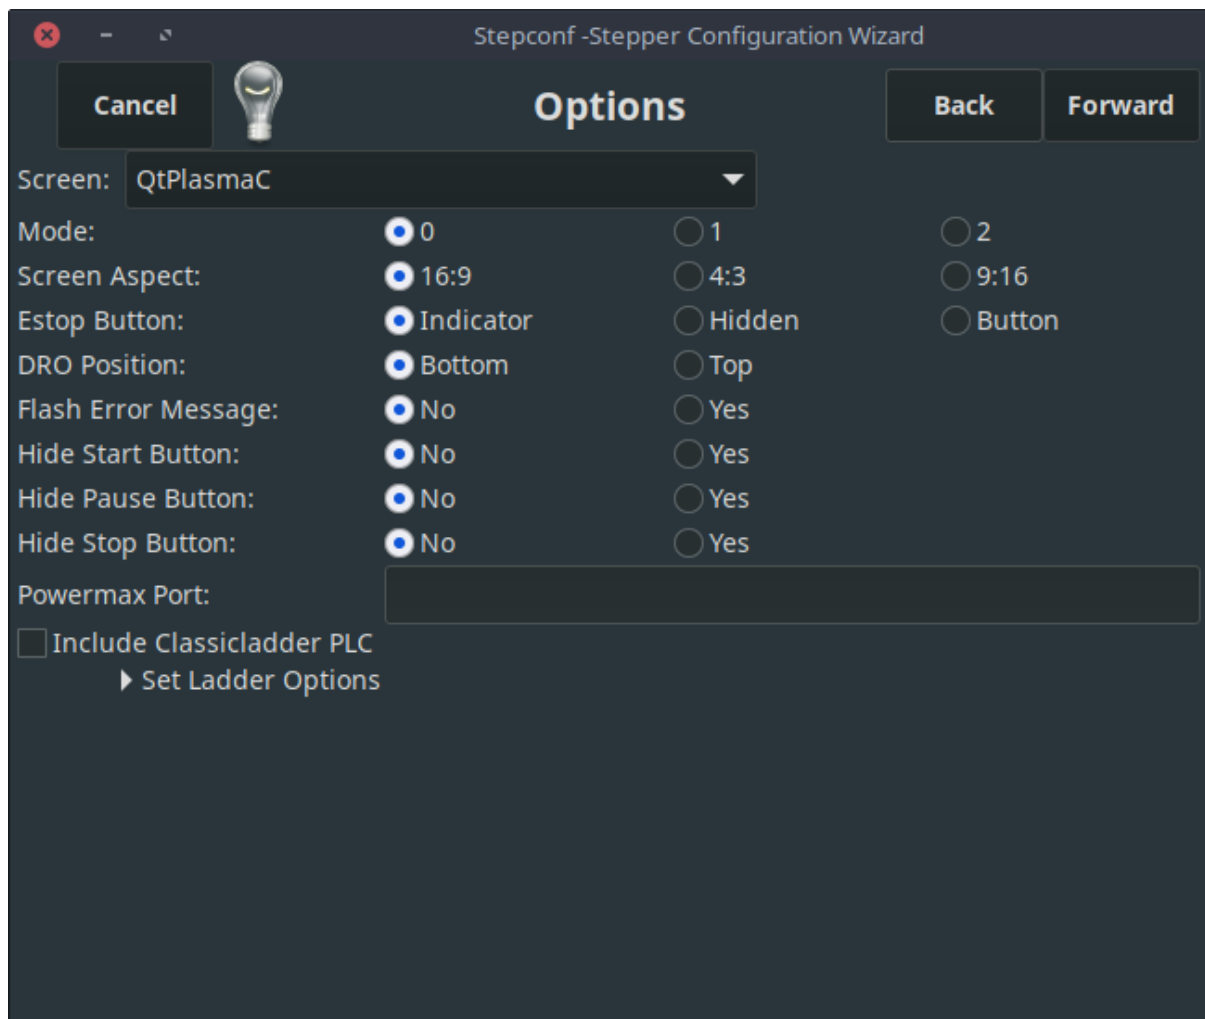 Stepconf -Stepper Configuration Wizard
Cancel Options Back Forward
Screen: QtPlasmaC
Mode: 0 1 2
Screen Aspect: 16:9 4:3 9:16
Estop Button: Indicator Hidden Button
DRO Position: Bottom Top
Flash Error Message: No Yes
Hide Start Button: No Yes
Hide Pause Button: No Yes
Hide Stop Button: No Yes
Powermax Port:
Include Classicladder PLC
Set Ladder Options